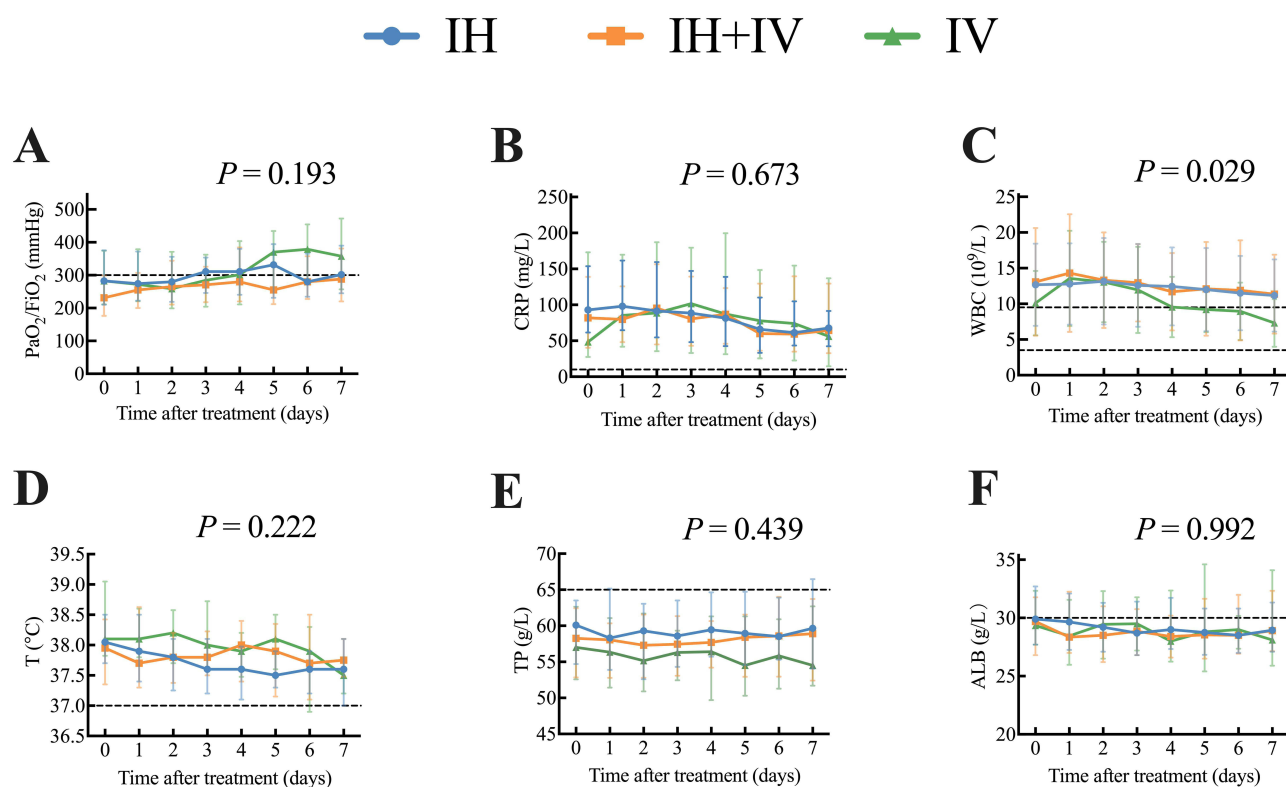 IH IH+IV IV
A
P = 0.193
PaO2/FiO2 (mmHg)
500
400
300
200
100
0
0 1 2 3 4 5 6 7
Time after treatment (days)
B
P = 0.673
CRP (mg/L)
250
200
150
100
50
0
0 1 2 3 4 5 6 7
Time after treatment (days)
C
P = 0.029
WBC (10⁹/L)
25
20
15
10
5
0
0 1 2 3 4 5 6 7
Time after treatment (days)
D
P = 0.222
T (°C)
39.5
39.0
38.5
38.0
37.5
37.0
36.5
0 1 2 3 4 5 6 7
Time after treatment (days)
E
P = 0.439
TP (g/L)
70
65
60
55
50
45
0 1 2 3 4 5 6 7
Time after treatment (days)
F
P = 0.992
ALB (g/L)
35
30
25
20
0 1 2 3 4 5 6 7
Time after treatment (days)